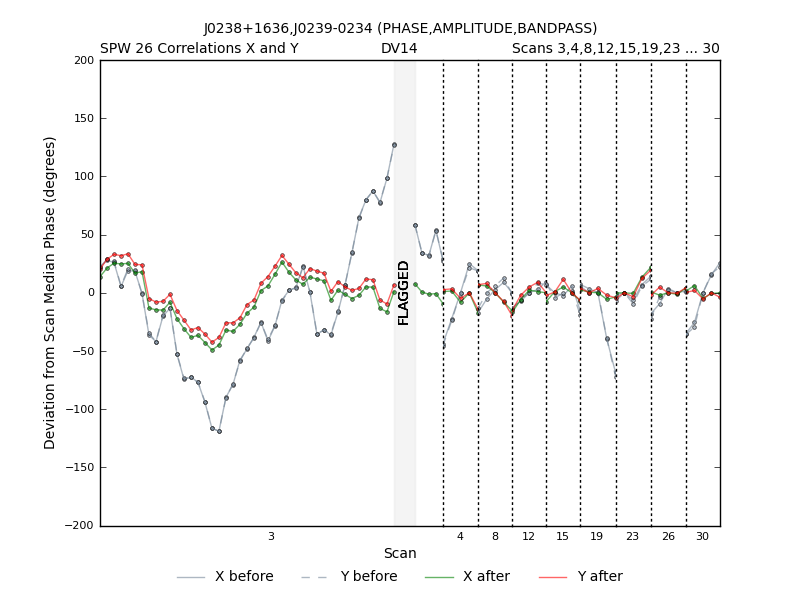 J0238+1636,J0239-0234 (PHASE,AMPLITUDE,BANDPASS)
SPW 26 Correlations X and Y DV14 Scans 3,4,8,12,15,19,23 ... 30
200
150
100
50
0
−50
−100
−150
−200
Deviation from Scan Median Phase (degrees)
FLAGGED
3 4 8 12 15 19 23 26 30
Scan
X before Y before X after Y after